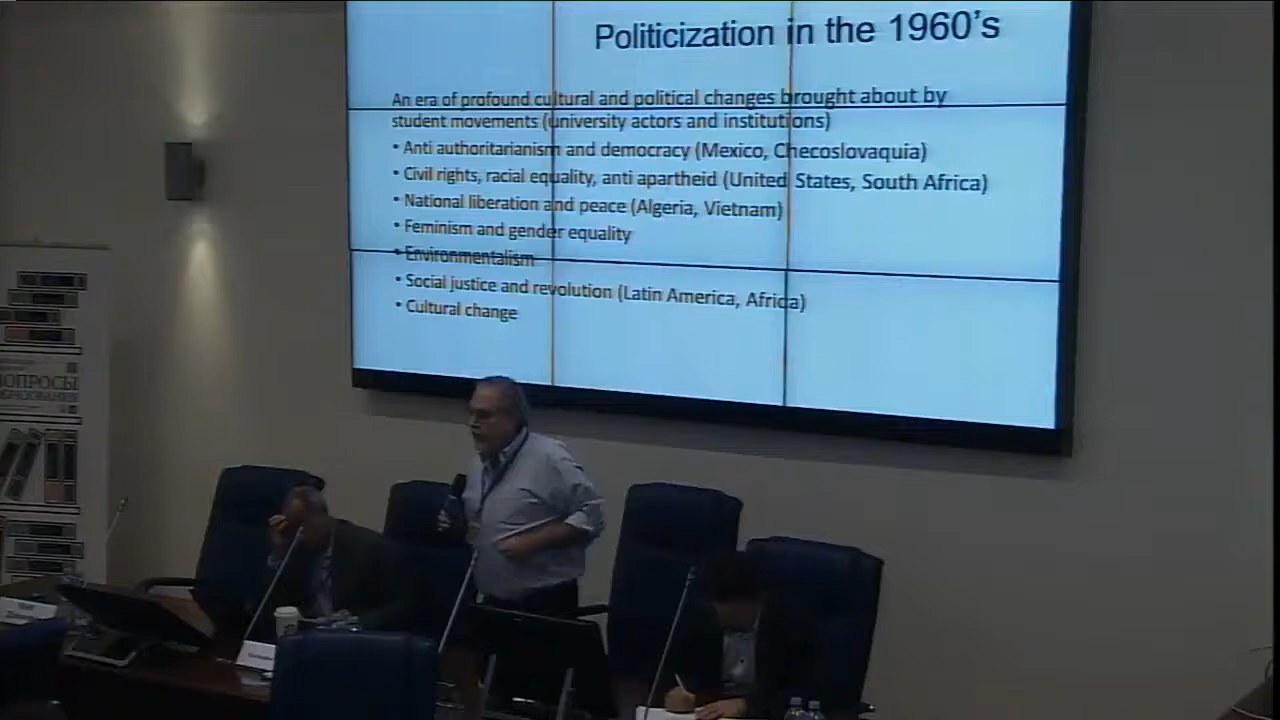 Politicization in the 1960's
An era of profound cultural and political changes brought about by
student movements (university actors and institutions)
• Anti authoritarianism and democracy (Mexico, Checoslovaquia)
• Civil rights, racial equality, anti apartheid (United States, South Africa)
• National liberation and peace (Algeria, Vietnam)
• Feminism and gender equality
• Environmentalism
• Social justice and revolution (Latin America, Africa)
• Cultural change
ОПРОСЫ